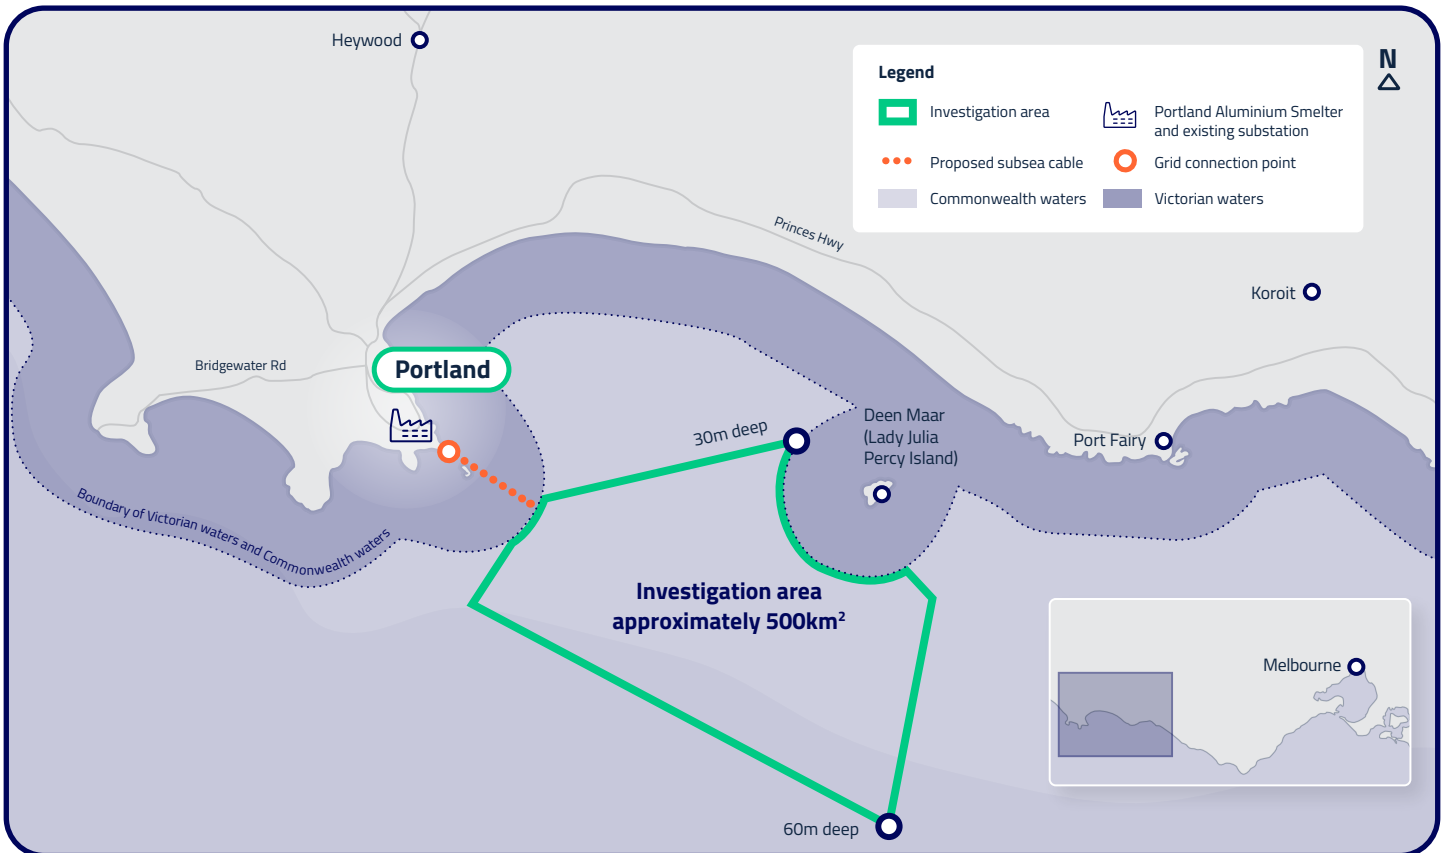 Heywood
Legend
N
Investigation area
Portland Aluminium Smelter
and existing substation
Proposed subsea cable
Grid connection point
Commonwealth waters
Victorian waters
Princes Hwy
Koroit
Bridgewater Rd
Portland
30m deep
Deen Maar
(Lady Julia
Percy Island)
Port Fairy
Boundary of Victorian waters and Commonwealth waters
Investigation area
approximately 500km²
Melbourne
60m deep